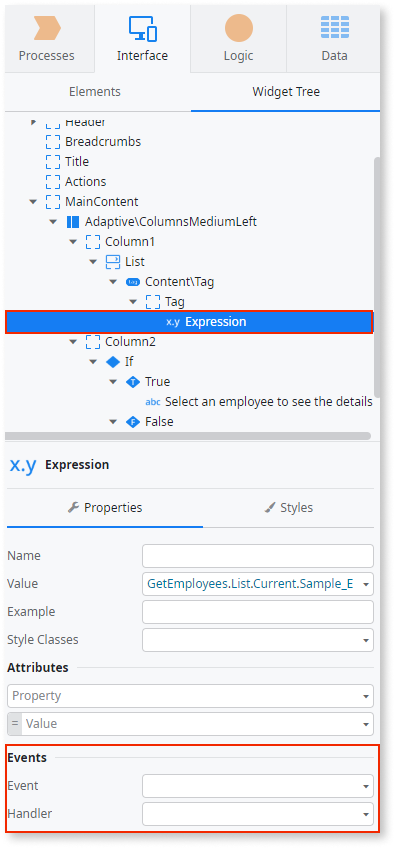 Processes Interface Logic Data
Elements Widget Tree
Header
Breadcrumbs
Title
Actions
MainContent
Adaptive\ColumnsMediumLeft
Column1
List
Content\Tag
Tag
x.y Expression
Column2
If
T True
abc Select an employee to see the details
F False
x.y Expression
Properties Styles
Name
Value GetEmployees.List.Current.Sample_E
Example
Style Classes
Attributes
Property
= Value
Events
Event
Handler